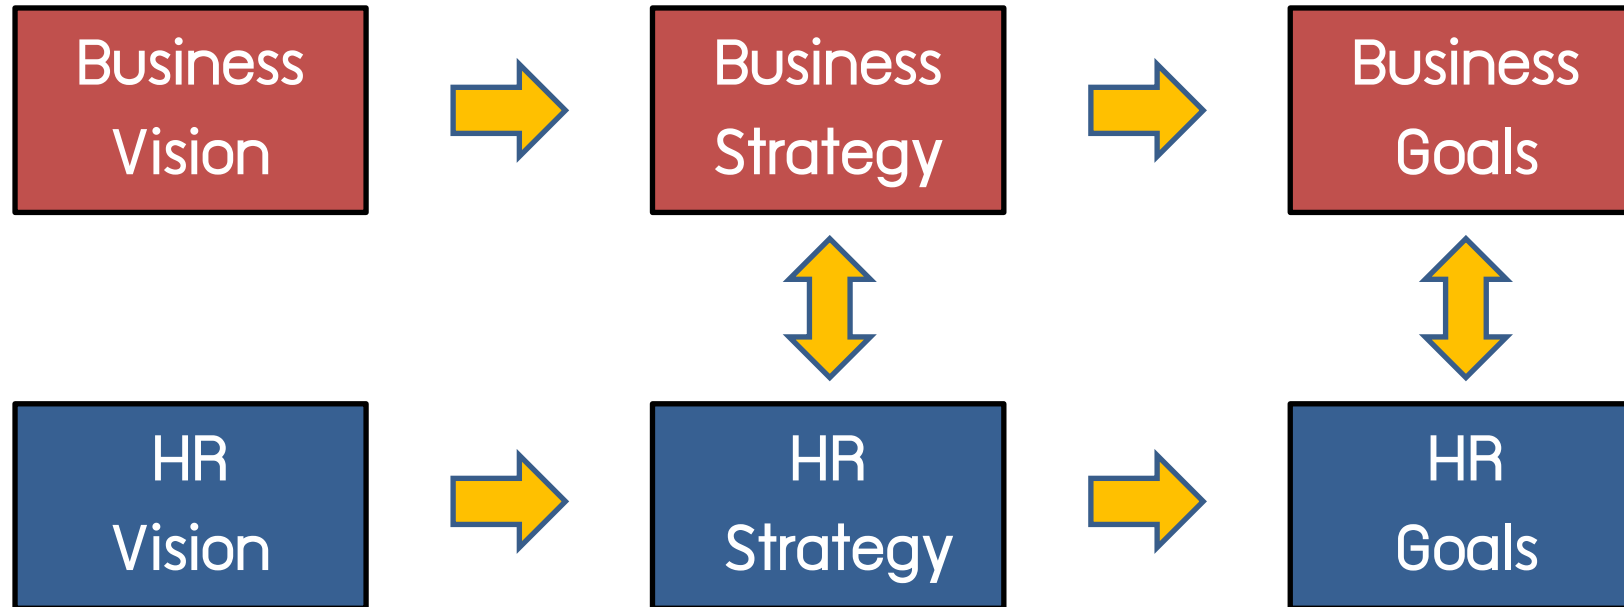 Business
Vision
Business
Strategy
Business
Goals
HR
Vision
HR
Strategy
HR
Goals